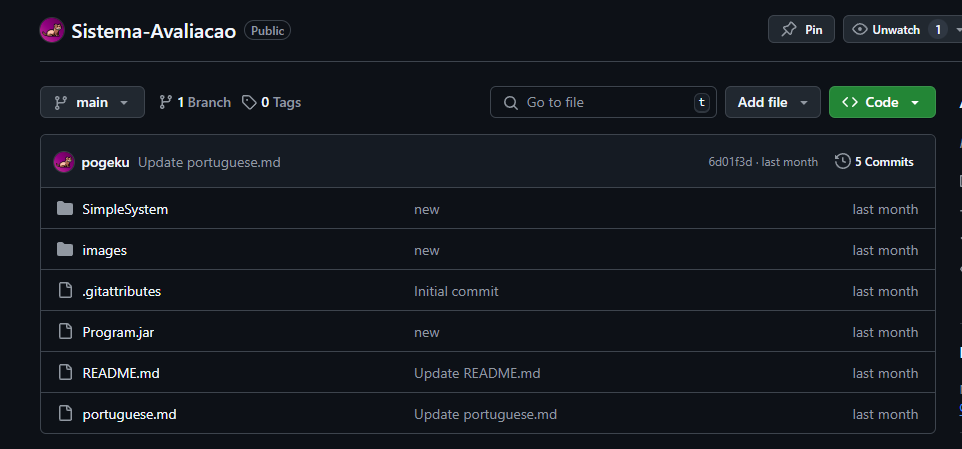 Sistema-Avaliacao Public Pin Unwatch 1
main 1 Branch 0 Tags Go to file t Add file Code
pogeku Update portuguese.md 6d01f3d · last month 5 Commits
SimpleSystem new last month
images new last month
.gitattributes Initial commit last month
Program.jar new last month
README.md Update README.md last month
portuguese.md Update portuguese.md last month